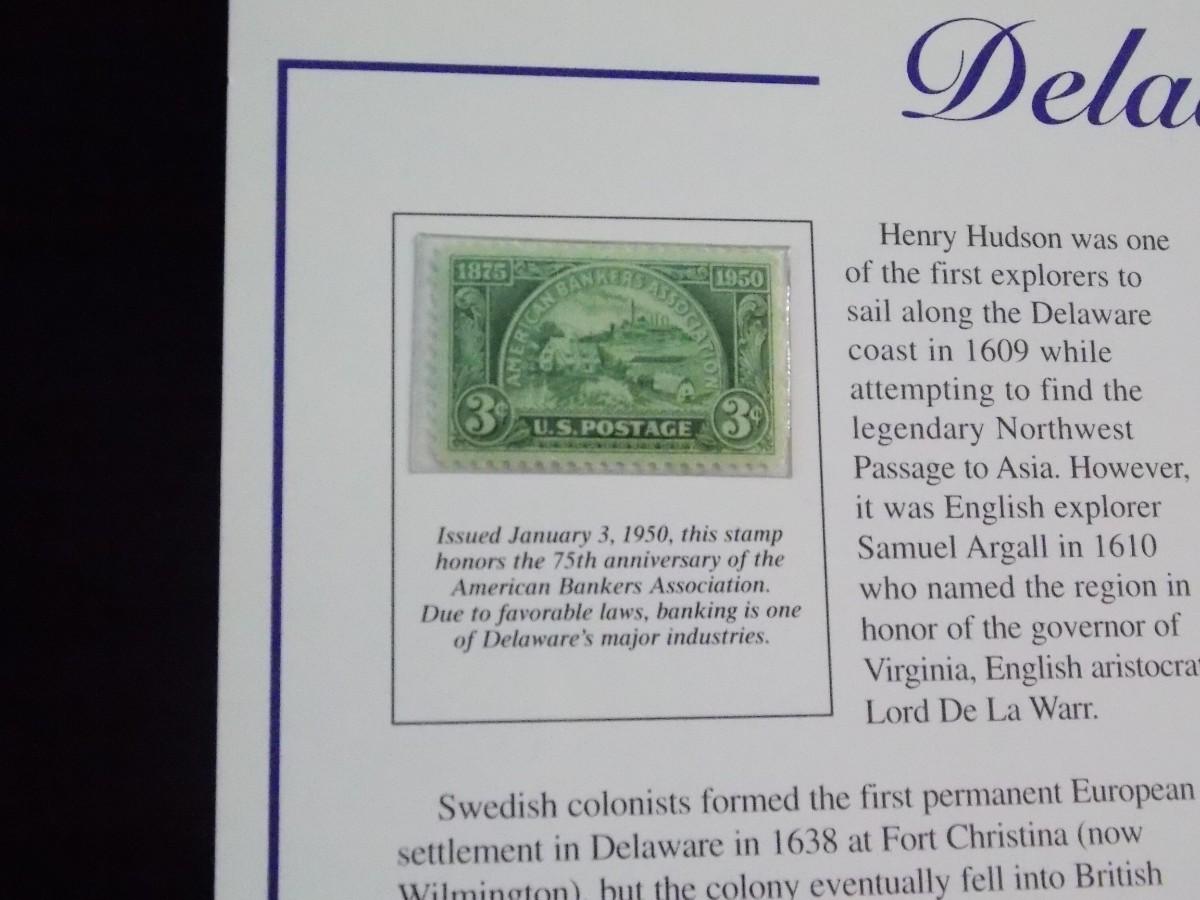 Dela
1875
1950
AMERICAN BANKERS ASSOCIATION
3¢
3¢
U.S. POSTAGE
Issued January 3, 1950, this stamp
honors the 75th anniversary of the
American Bankers Association.
Due to favorable laws, banking is one
of Delaware's major industries.
Henry Hudson was one
of the first explorers to
sail along the Delaware
coast in 1609 while
attempting to find the
legendary Northwest
Passage to Asia. However,
it was English explorer
Samuel Argall in 1610
who named the region in
honor of the governor of
Virginia, English aristocra
Lord De La Warr.
Swedish colonists formed the first permanent European
settlement in Delaware in 1638 at Fort Christina (now
Wilmington), but the colony eventually fell into British